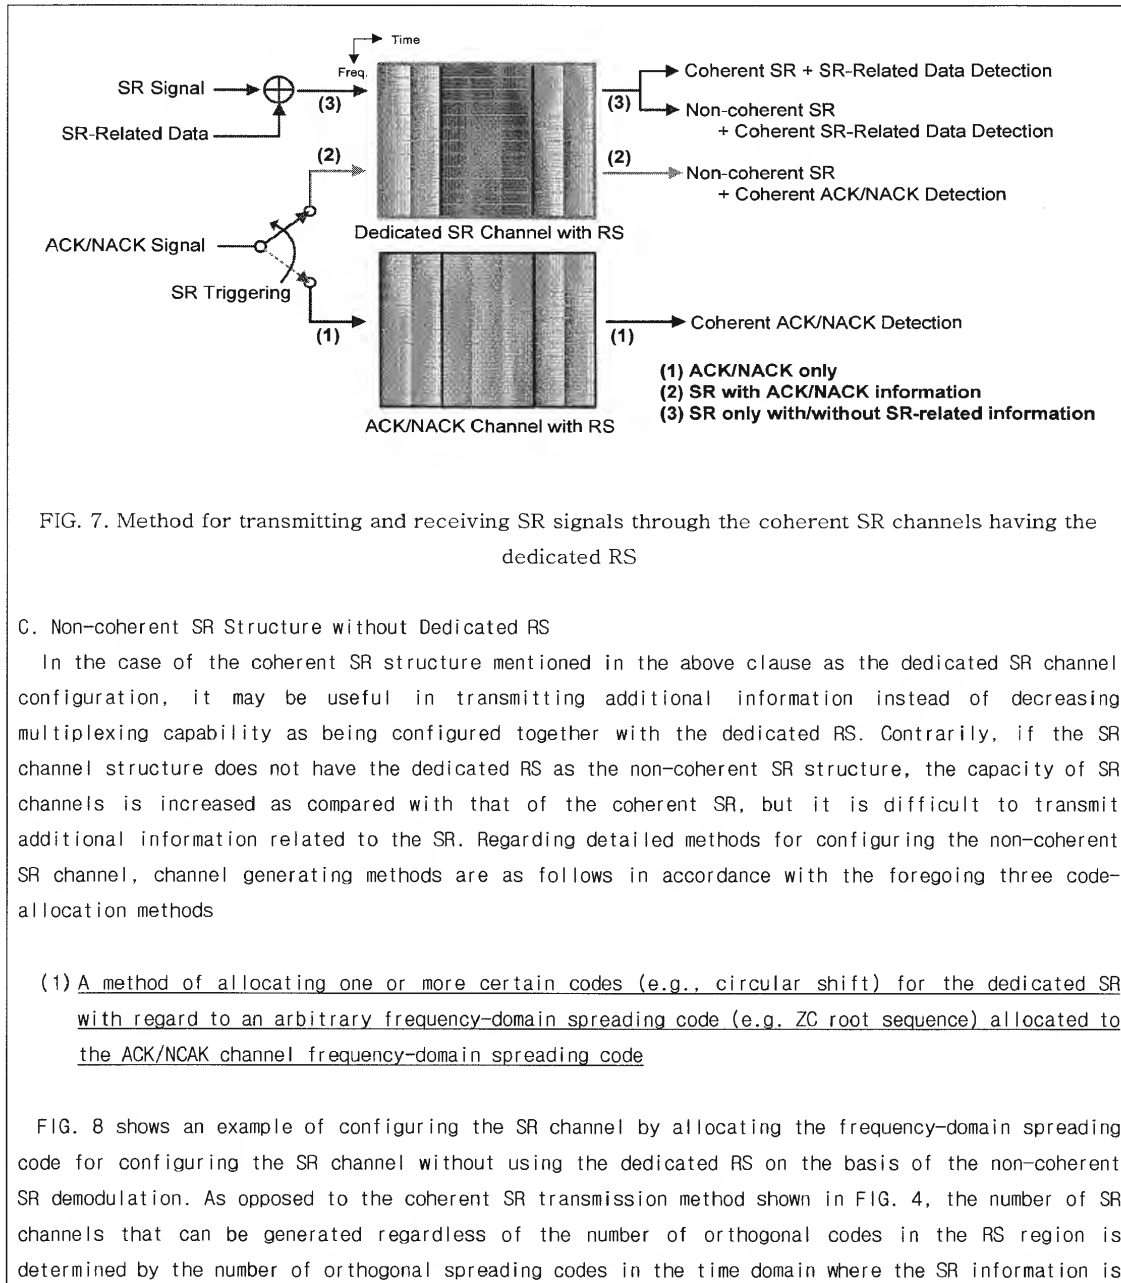 Time
Freq.
SR Signal
(3)
(3)
Coherent SR + SR-Related Data Detection
SR-Related Data
Non-coherent SR
+ Coherent SR-Related Data Detection
(2)
(2)
Non-coherent SR
+ Coherent ACK/NACK Detection
Dedicated SR Channel with RS
ACK/NACK Signal
SR Triggering
(1)
(1)
Coherent ACK/NACK Detection
(1) ACK/NACK only
(2) SR with ACK/NACK information
(3) SR only with/without SR-related information
ACK/NACK Channel with RS
FIG. 7. Method for transmitting and receiving SR signals through the coherent SR channels having the
dedicated RS
C. Non-coherent SR Structure without Dedicated RS
In the case of the coherent SR structure mentioned in the above clause as the dedicated SR channel
configuration, it may be useful in transmitting additional information instead of decreasing
multiplexing capability as being configured together with the dedicated RS. Contrarily, if the SR
channel structure does not have the dedicated RS as the non-coherent SR structure, the capacity of SR
channels is increased as compared with that of the coherent SR, but it is difficult to transmit
additional information related to the SR. Regarding detailed methods for configuring the non-coherent
SR channel, channel generating methods are as follows in accordance with the foregoing three code-
allocation methods
(1) A method of allocating one or more certain codes (e.g., circular shift) for the dedicated SR
with regard to an arbitrary frequency-domain spreading code (e.g. ZC root sequence) allocated to
the ACK/NCAK channel frequency-domain spreading code
FIG. 8 shows an example of configuring the SR channel by allocating the frequency-domain spreading
code for configuring the SR channel without using the dedicated RS on the basis of the non-coherent
SR demodulation. As opposed to the coherent SR transmission method shown in FIG. 4, the number of SR
channels that can be generated regardless of the number of orthogonal codes in the RS region is
determined by the number of orthogonal spreading codes in the time domain where the SR information is